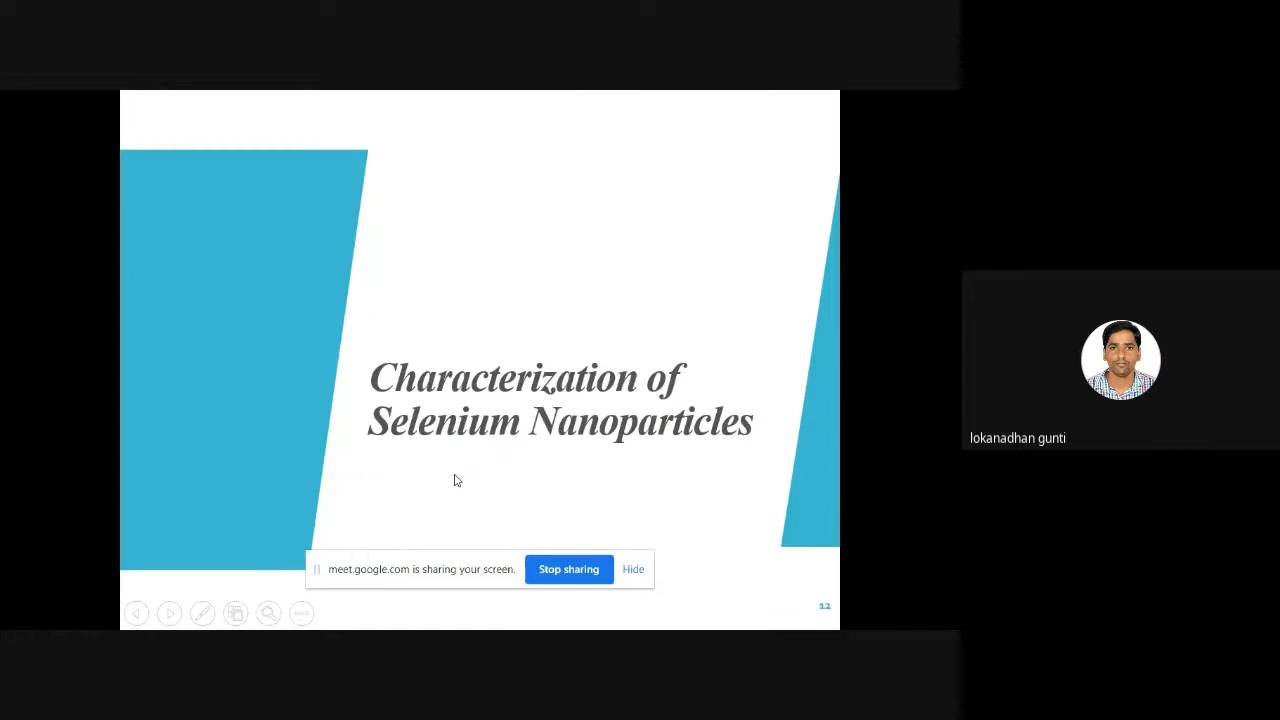 Characterization of
Selenium Nanoparticles
lokanadhan gunti
meet.google.com is sharing your screen. Stop sharing Hide
12